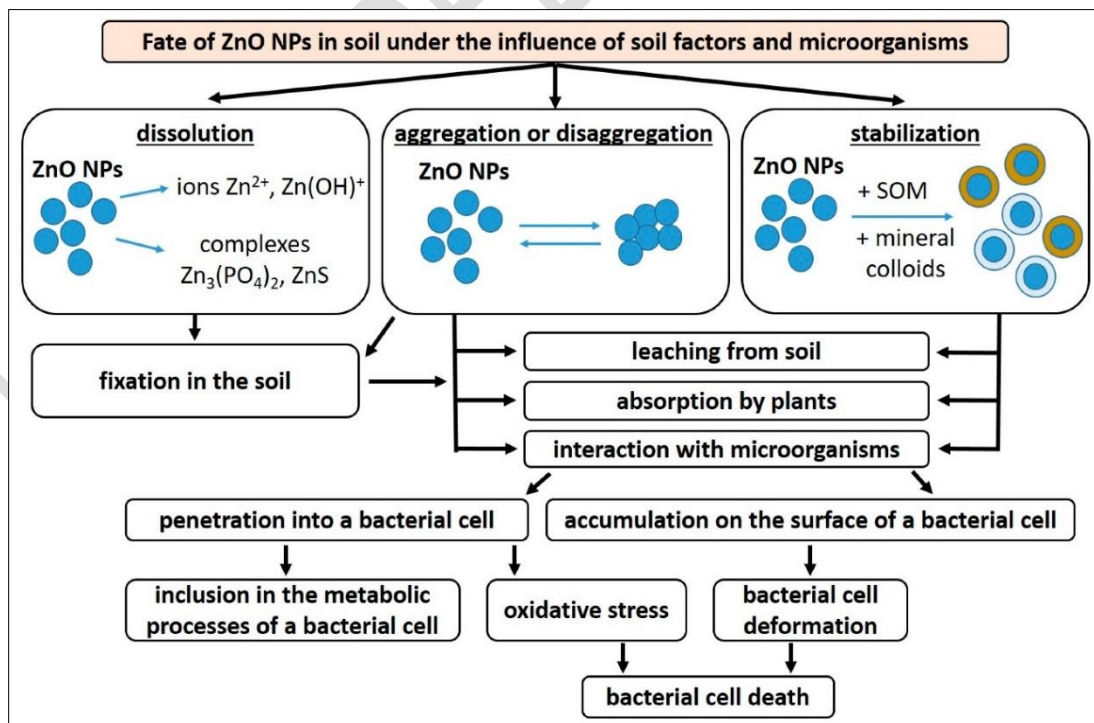 Fate of ZnO NPs in soil under the influence of soil factors and microorganisms
dissolution
ZnO NPs
ions Zn²⁺, Zn(OH)⁺
complexes
Zn₃(PO₄)₂, ZnS
aggregation or disaggregation
ZnO NPs
stabilization
ZnO NPs
+ SOM
+ mineral
colloids
fixation in the soil
leaching from soil
absorption by plants
interaction with microorganisms
penetration into a bacterial cell
accumulation on the surface of a bacterial cell
inclusion in the metabolic
processes of a bacterial cell
oxidative stress
bacterial cell
deformation
bacterial cell death